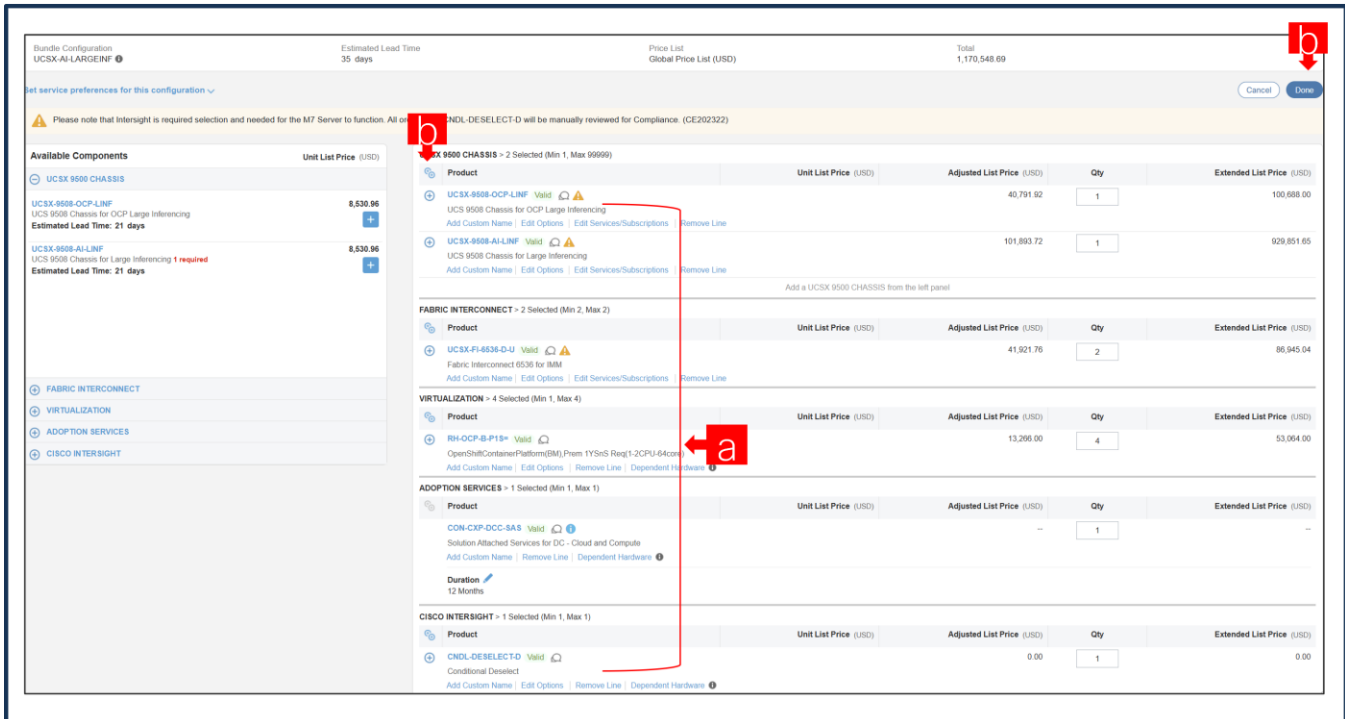 Bundle Configuration
UCSX-AI-LARGEINF
Estimated Lead Time
35 days
Price List
Global Price List (USD)
Total
1,170,548.69
b
et service preferences for this configuration
Cancel
Done
Please note that Intersight is required selection and needed for the M7 Server to function. All or CNDL-DESELECT-D will be manually reviewed for Compliance. (CE202322)
b
Available Components Unit List Price (USD)
UCSX 9500 CHASSIS
UCSX-9508-OCP-LINF 8,530.96
UCS 9508 Chassis for OCP Large Inferencing
Estimated Lead Time: 21 days
UCSX-9508-AI-LINF 8,530.96
UCS 9508 Chassis for Large Inferencing 1 required
Estimated Lead Time: 21 days
FABRIC INTERCONNECT
VIRTUALIZATION
ADOPTION SERVICES
CISCO INTERSIGHT
UCSX 9500 CHASSIS > 2 Selected (Min 1, Max 99999)
Product Unit List Price (USD) Adjusted List Price (USD) Qty Extended List Price (USD)
UCSX-9508-OCP-LINF Valid 40,791.92 1 100,688.00
UCS 9508 Chassis for OCP Large Inferencing
Add Custom Name | Edit Options | Edit Services/Subscriptions | Remove Line
UCSX-9508-AI-LINF Valid 101,893.72 1 929,851.65
UCS 9508 Chassis for Large Inferencing
Add Custom Name | Edit Options | Edit Services/Subscriptions | Remove Line
Add a UCSX 9500 CHASSIS from the left panel
FABRIC INTERCONNECT > 2 Selected (Min 2, Max 2)
Product Unit List Price (USD) Adjusted List Price (USD) Qty Extended List Price (USD)
UCSX-FI-6536-D-U Valid 41,921.76 2 86,945.04
Fabric Interconnect 6536 for IMM
Add Custom Name | Edit Options | Edit Services/Subscriptions | Remove Line
VIRTUALIZATION > 4 Selected (Min 1, Max 4)
Product Unit List Price (USD) Adjusted List Price (USD) Qty Extended List Price (USD)
RH-OCP-B-P1S= Valid 13,266.00 4 53,064.00
OpenShiftContainerPlatform(BM),Prem 1YSnS Req(1-2CPU-64core)
a
Add Custom Name | Edit Options | Remove Line | Dependent Hardware
ADOPTION SERVICES > 1 Selected (Min 1, Max 1)
Product Unit List Price (USD) Adjusted List Price (USD) Qty Extended List Price (USD)
CON-CXP-DCC-SAS Valid -- 1 --
Solution Attached Services for DC - Cloud and Compute
Add Custom Name | Remove Line | Dependent Hardware
Duration
12 Months
CISCO INTERSIGHT > 1 Selected (Min 1, Max 1)
Product Unit List Price (USD) Adjusted List Price (USD) Qty Extended List Price (USD)
CNDL-DESELECT-D Valid 0.00 1 0.00
Conditional Deselect
Add Custom Name | Edit Options | Remove Line | Dependent Hardware